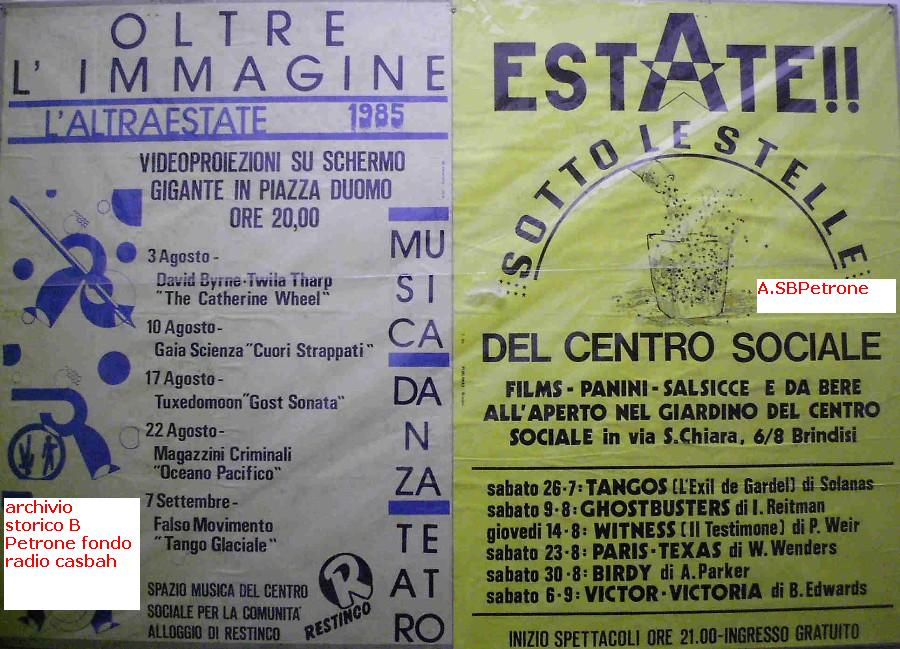 OLTRE
L'IMMAGINE
L'ALTRAESTATE 1985
VIDEOPROIEZIONI SU SCHERMO
GIGANTE IN PIAZZA DUOMO
ORE 20,00
3 Agosto -
David Byrne-Twila Tharp
"The Catherine Wheel"
10 Agosto -
Gaia Scienza "Cuori Strappati"
17 Agosto -
Tuxedomoon "Gost Sonata"
22 Agosto -
Magazzini Criminali
"Oceano Pacifico"
7 Settembre -
Falso Movimento
"Tango Glaciale"
SPAZIO MUSICA DEL CENTRO
SOCIALE PER LA COMUNITA'
ALLOGGIO DI RESTINCO
R
RESTINCO
MU
SI
CA
DA
N
ZA
TE
AT
RO
archivio
storico B
Petrone fondo
radio casbah
ESTATE!!
SOTTO LE STELLE
A.SBPetrone
DEL CENTRO SOCIALE
FILMS - PANINI - SALSICCE E DA BERE
ALL'APERTO NEL GIARDINO DEL CENTRO
SOCIALE in via S.Chiara, 6/8 Brindisi
sabato 26·7: TANGOS (L'Exil de Gardel) di Solanas
sabato 9·8: GHOSTBUSTERS di I. Reitman
giovedi 14·8: WITNESS (Il Testimone) di P. Weir
sabato 23·8: PARIS·TEXAS di W. Wenders
sabato 30·8: BIRDY di A.Parker
sabato 6·9: VICTOR·VICTORIA di B.Edwards
INIZIO SPETTACOLI ORE 21.00-INGRESSO GRATUITO